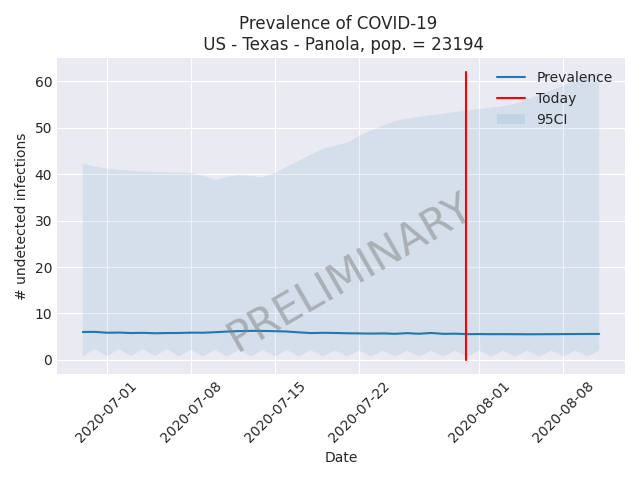 Prevalence of COVID-19
US - Texas - Panola, pop. = 23194
# undetected infections
60
50
40
30
20
10
0
Prevalence
Today
95CI
PRELIMINARY
2020-07-01
2020-07-08
2020-07-15
2020-07-22
2020-08-01
2020-08-08
Date